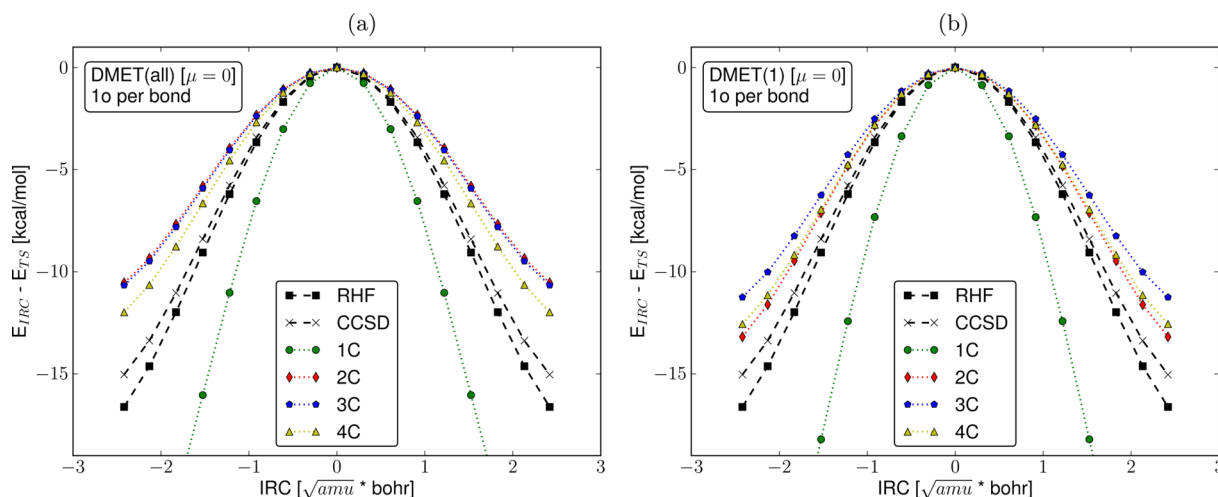 (a)
DMET(all) [μ = 0]
1o per bond
E_IRC - E_TS [kcal/mol]
0
−5
−10
−15
RHF
CCSD
1C
2C
3C
4C
−3 −2 −1 0 1 2 3
IRC [√amu * bohr]
(b)
DMET(1) [μ = 0]
1o per bond
E_IRC - E_TS [kcal/mol]
0
−5
−10
−15
RHF
CCSD
1C
2C
3C
4C
−3 −2 −1 0 1 2 3
IRC [√amu * bohr]